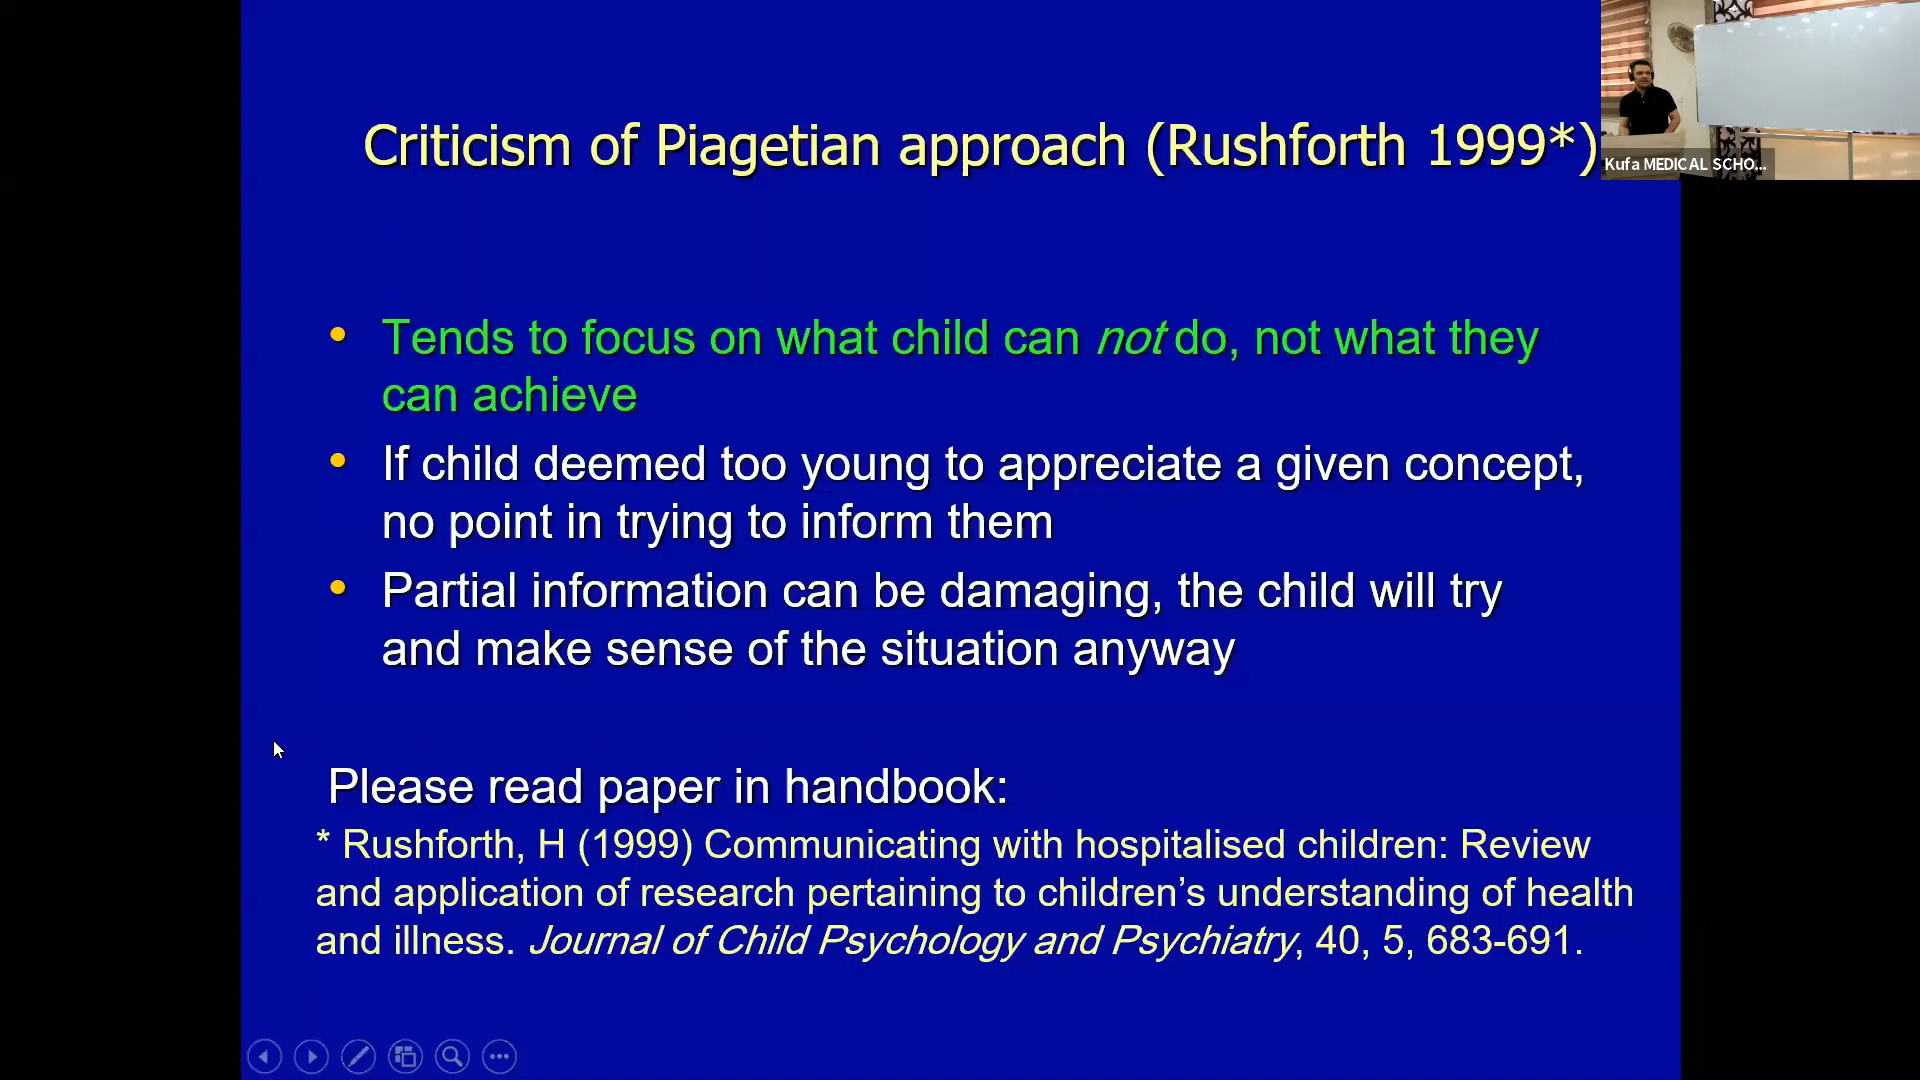 Criticism of Piagetian approach (Rushforth 1999*)
Kufa MEDICAL SCHO...
• Tends to focus on what child can not do, not what they
can achieve
• If child deemed too young to appreciate a given concept,
no point in trying to inform them
• Partial information can be damaging, the child will try
and make sense of the situation anyway
Please read paper in handbook:
* Rushforth, H (1999) Communicating with hospitalised children: Review
and application of research pertaining to children’s understanding of health
and illness. Journal of Child Psychology and Psychiatry, 40, 5, 683-691.